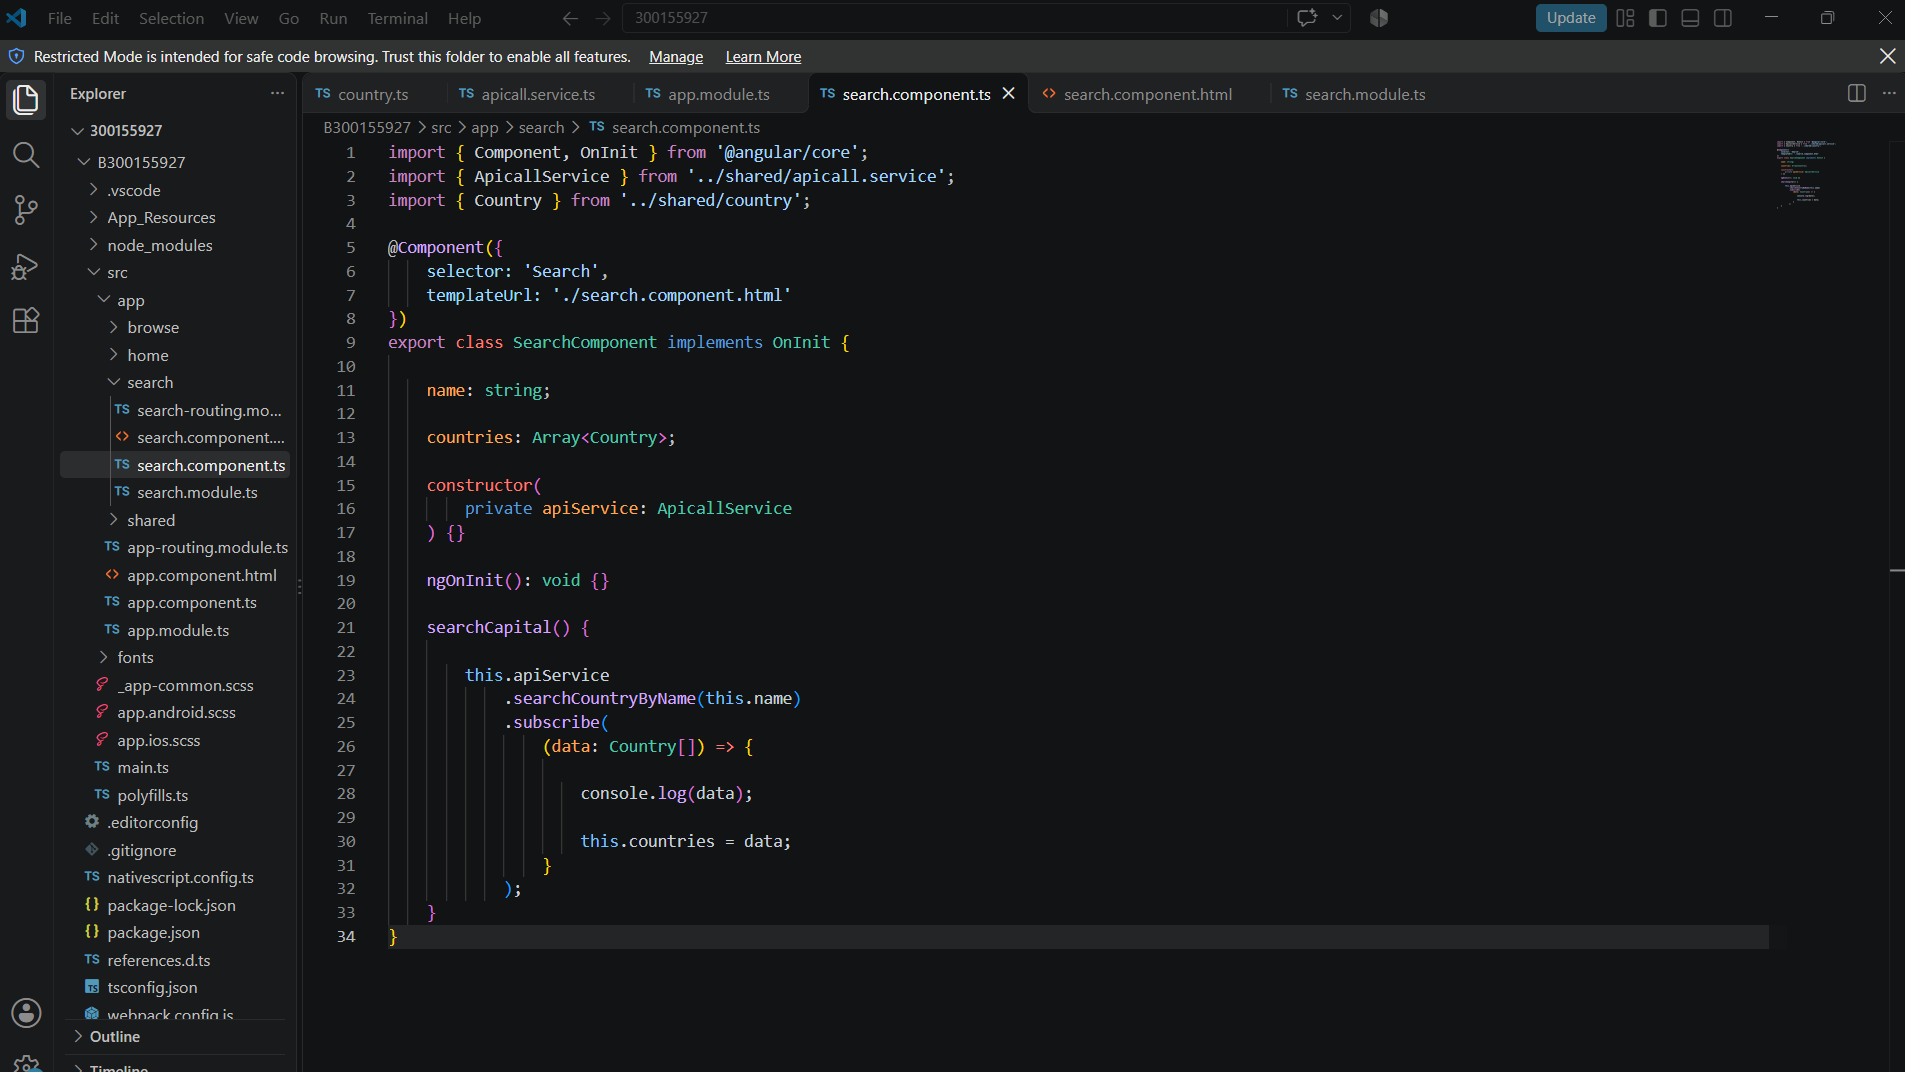 File Edit Selection View Go Run Terminal Help
300155927
Update
Restricted Mode is intended for safe code browsing. Trust this folder to enable all features. Manage Learn More
Explorer
TS country.ts
TS apicall.service.ts
TS app.module.ts
TS search.component.ts
<> search.component.html
TS search.module.ts
B300155927 > src > app > search > TS search.component.ts
300155927
B300155927
.vscode
App_Resources
node_modules
src
app
browse
home
search
TS search-routing.mo...
<> search.component....
TS search.component.ts
TS search.module.ts
shared
TS app-routing.module.ts
<> app.component.html
TS app.component.ts
TS app.module.ts
fonts
_app-common.scss
app.android.scss
app.ios.scss
TS main.ts
TS polyfills.ts
.editorconfig
.gitignore
TS nativescript.config.ts
{} package-lock.json
{} package.json
TS references.d.ts
TS tsconfig.json
webpack.config.js
Outline
Timeline
1 import { Component, OnInit } from '@angular/core';
2 import { ApicallService } from '../shared/apicall.service';
3 import { Country } from '../shared/country';
4
5 @Component({
6 selector: 'Search',
7 templateUrl: './search.component.html'
8 })
9 export class SearchComponent implements OnInit {
10
11 name: string;
12
13 countries: Array<Country>;
14
15 constructor(
16 private apiService: ApicallService
17 ) {}
18
19 ngOnInit(): void {}
20
21 searchCapital() {
22
23 this.apiService
24 .searchCountryByName(this.name)
25 .subscribe(
26 (data: Country[]) => {
27
28 console.log(data);
29
30 this.countries = data;
31 }
32 );
33 }
34 }